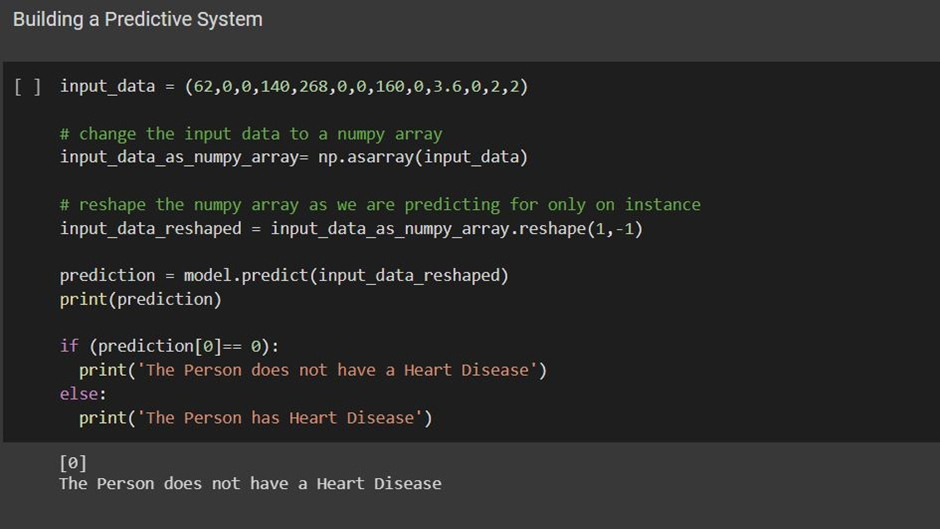 Building a Predictive System
[ ] input_data = (62,0,0,140,268,0,0,160,0,3.6,0,2,2)
# change the input data to a numpy array
input_data_as_numpy_array= np.asarray(input_data)
# reshape the numpy array as we are predicting for only on instance
input_data_reshaped = input_data_as_numpy_array.reshape(1,-1)
prediction = model.predict(input_data_reshaped)
print(prediction)
if (prediction[0]== 0):
  print('The Person does not have a Heart Disease')
else:
  print('The Person has Heart Disease')
[0]
The Person does not have a Heart Disease